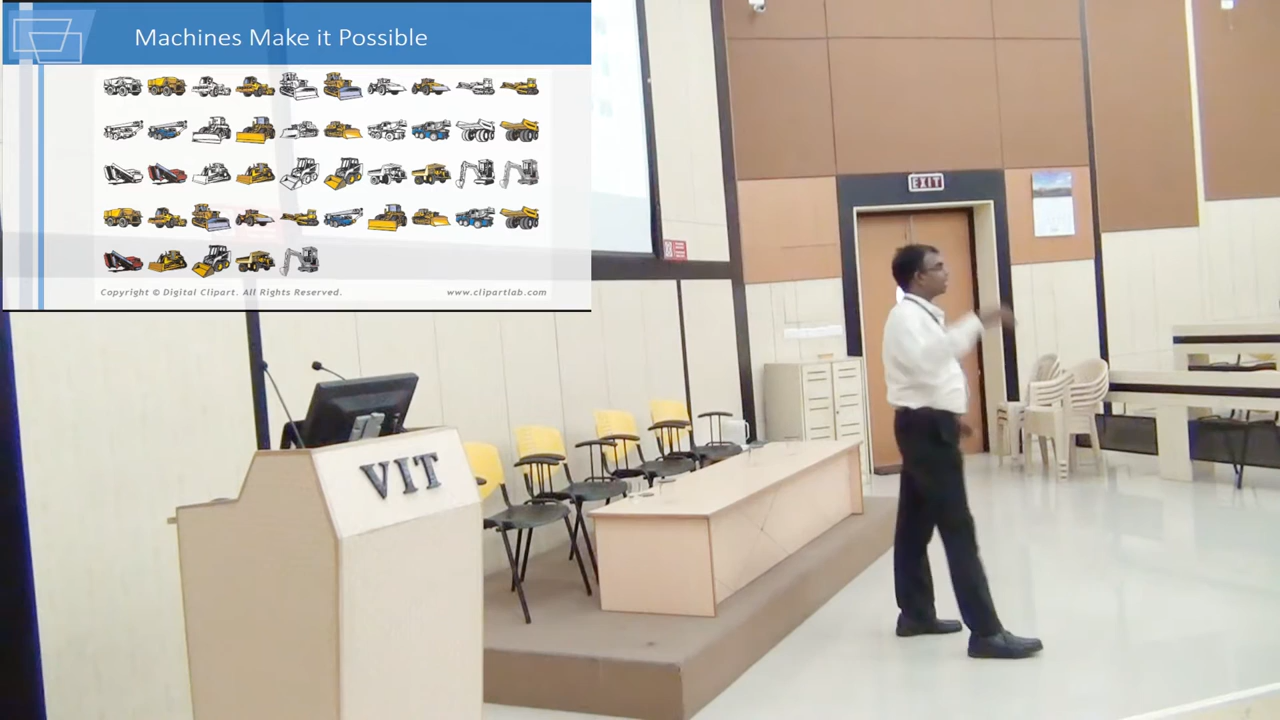 Machines Make it Possible
Copyright © Digital Clipart. All Rights Reserved.
www.clipartlab.com
EXIT
VIT